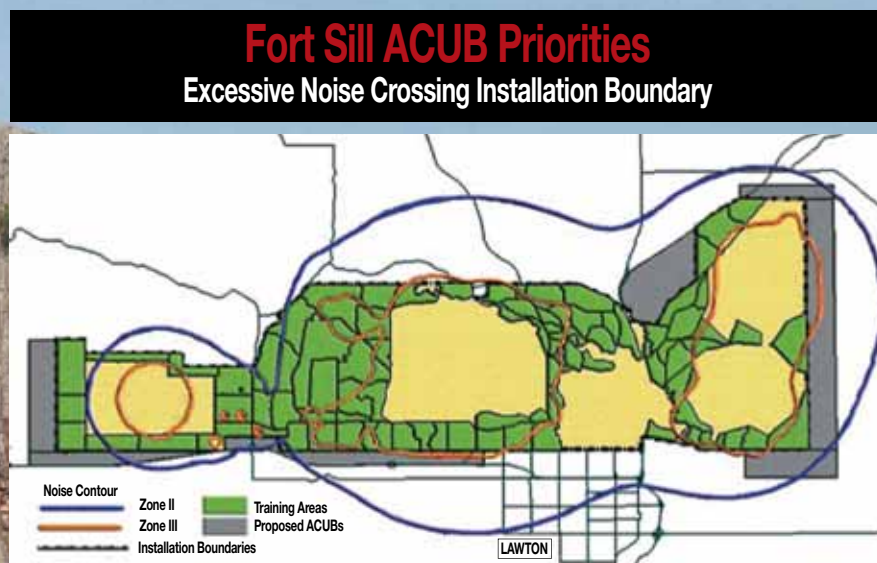 Fort Sill ACUB Priorities
Excessive Noise Crossing Installation Boundary
Noise Contour
Zone II
Zone III
Installation Boundaries
Training Areas
Proposed ACUBs
LAWTON